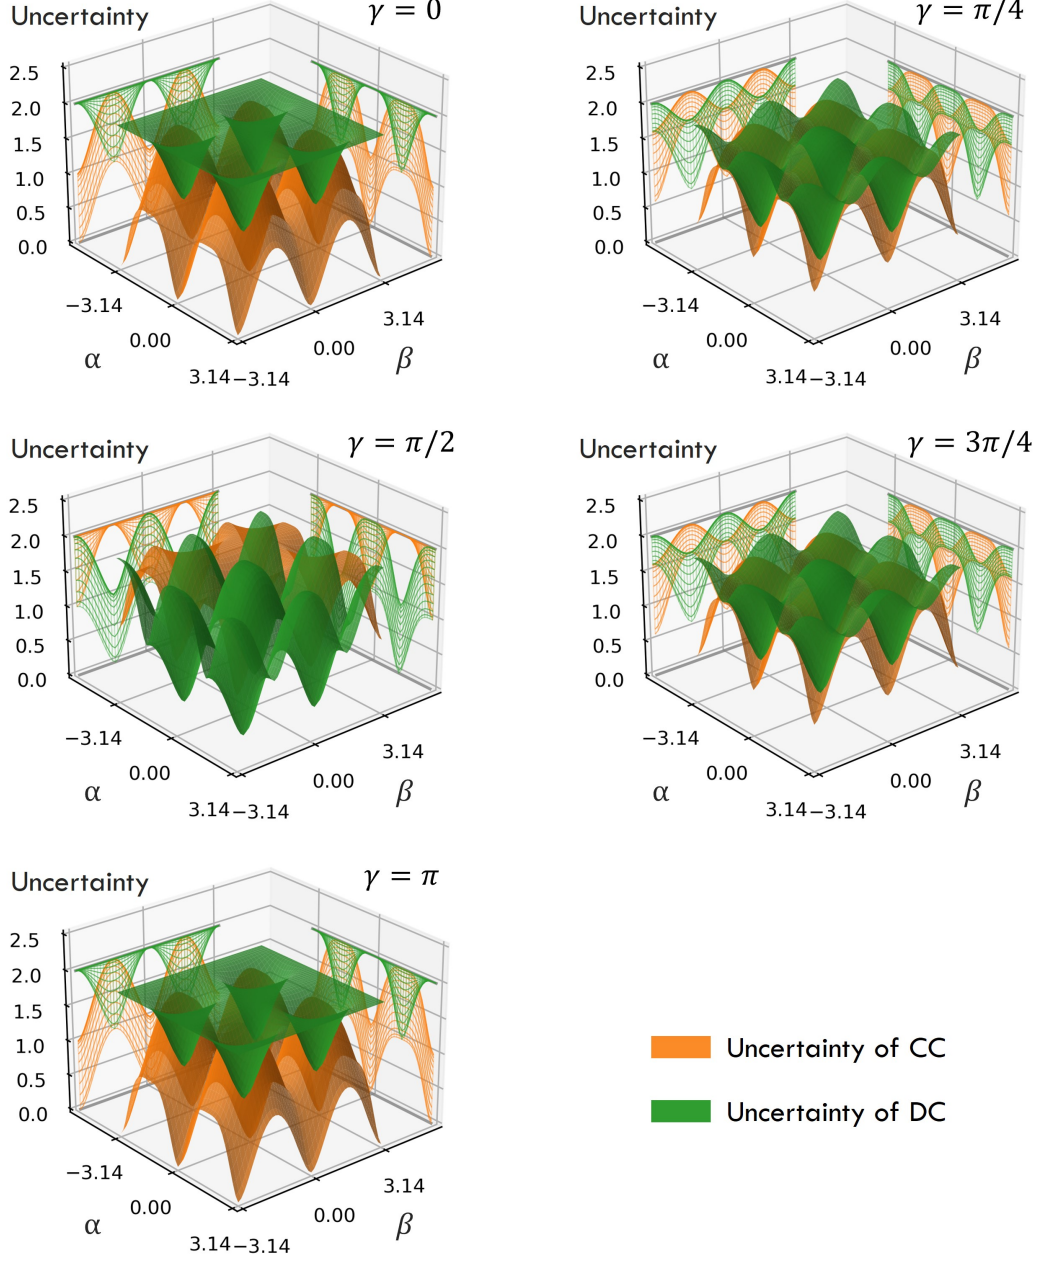 Uncertainty
γ = 0
2.5
2.0
1.5
1.0
0.5
0.0
−3.14
0.00
3.14
α
−3.14
0.00
3.14
β
Uncertainty
γ = π/4
2.5
2.0
1.5
1.0
0.5
0.0
−3.14
0.00
3.14
α
−3.14
0.00
3.14
β
Uncertainty
γ = π/2
2.5
2.0
1.5
1.0
0.5
0.0
−3.14
0.00
3.14
α
−3.14
0.00
3.14
β
Uncertainty
γ = 3π/4
2.5
2.0
1.5
1.0
0.5
0.0
−3.14
0.00
3.14
α
−3.14
0.00
3.14
β
Uncertainty
γ = π
2.5
2.0
1.5
1.0
0.5
0.0
−3.14
0.00
3.14
α
−3.14
0.00
3.14
β
Uncertainty of CC
Uncertainty of DC